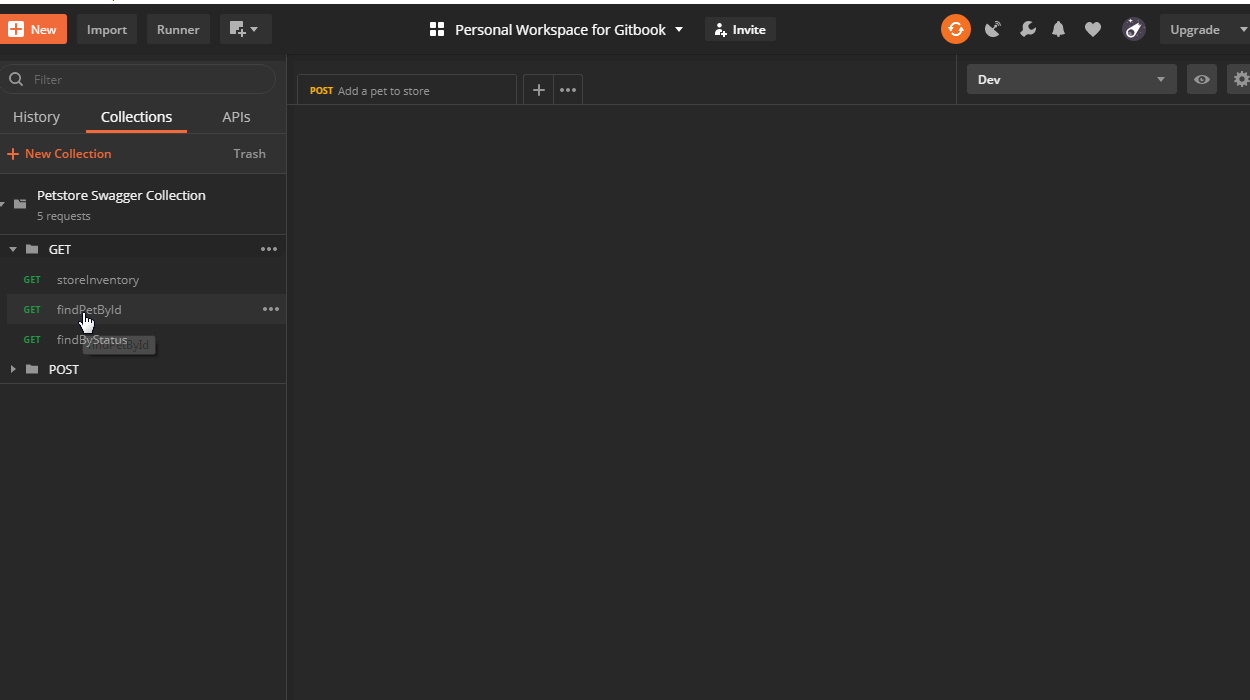 New Import Runner Personal Workspace for Gitbook Invite Upgrade
Filter
POST Add a pet to store
Dev
History Collections APIs
New Collection Trash
Petstore Swagger Collection
5 requests
GET
GET storeInventory
GET findPetById
GET findByStatus
findPetById
POST